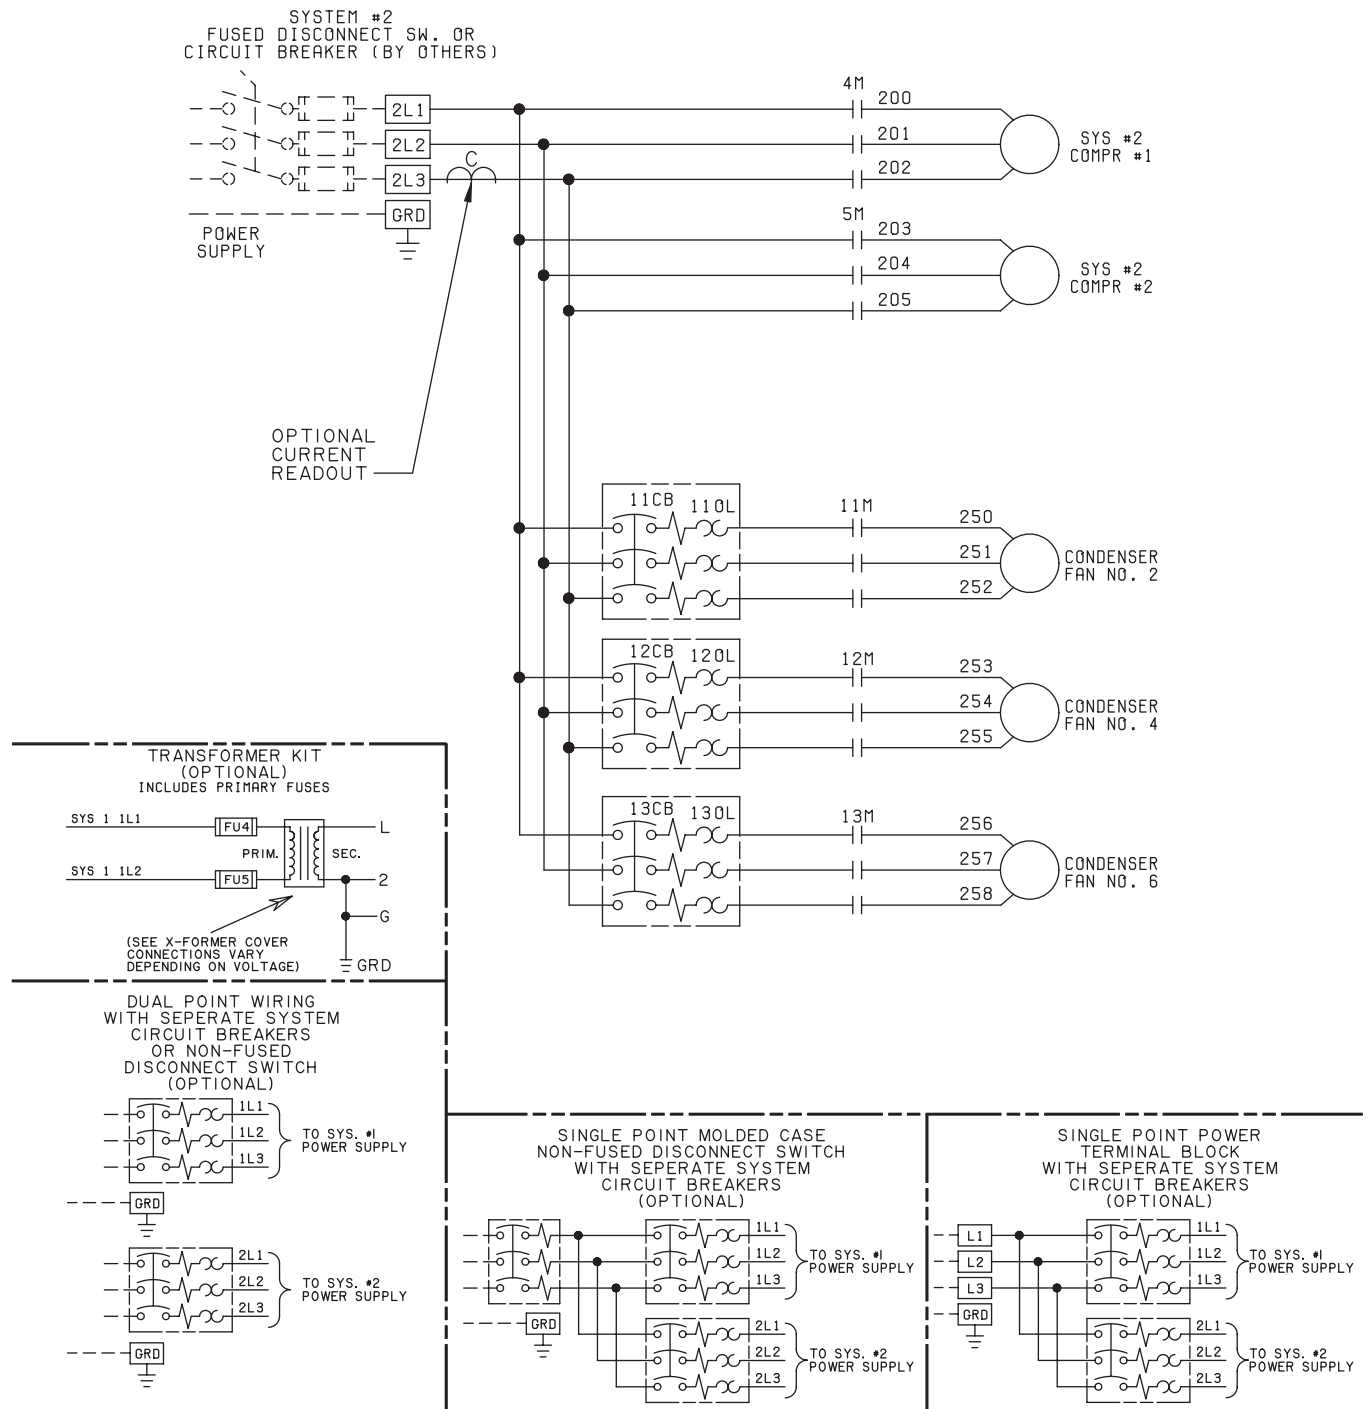 SYSTEM #2
FUSED DISCONNECT SW. OR
CIRCUIT BREAKER (BY OTHERS)
2L1
2L2
2L3
GRD
C
POWER
SUPPLY
OPTIONAL
CURRENT
READOUT
4M
200
201
202
SYS #2
COMPR #1
5M
203
204
205
SYS #2
COMPR #2
11CB
11OL
11M
250
251
252
CONDENSER
FAN NO. 2
12CB
12OL
12M
253
254
255
CONDENSER
FAN NO. 4
13CB
13OL
13M
256
257
258
CONDENSER
FAN NO. 6
TRANSFORMER KIT
(OPTIONAL)
INCLUDES PRIMARY FUSES
SYS 1 1L1
FU4
L
PRIM.
SEC.
SYS 1 1L2
FU5
2
G
(SEE X-FORMER COVER
CONNECTIONS VARY
DEPENDING ON VOLTAGE)
GRD
DUAL POINT WIRING
WITH SEPERATE SYSTEM
CIRCUIT BREAKERS
OR NON-FUSED
DISCONNECT SWITCH
(OPTIONAL)
1L1
1L2
1L3
TO SYS. #1
POWER SUPPLY
GRD
2L1
2L2
2L3
TO SYS. #2
POWER SUPPLY
GRD
SINGLE POINT MOLDED CASE
NON-FUSED DISCONNECT SWITCH
WITH SEPERATE SYSTEM
CIRCUIT BREAKERS
(OPTIONAL)
1L1
1L2
1L3
TO SYS. #1
POWER SUPPLY
GRD
2L1
2L2
2L3
TO SYS. #2
POWER SUPPLY
SINGLE POINT POWER
TERMINAL BLOCK
WITH SEPERATE SYSTEM
CIRCUIT BREAKERS
(OPTIONAL)
L1
L2
L3
GRD
1L1
1L2
1L3
TO SYS. #1
POWER SUPPLY
2L1
2L2
2L3
TO SYS. #2
POWER SUPPLY